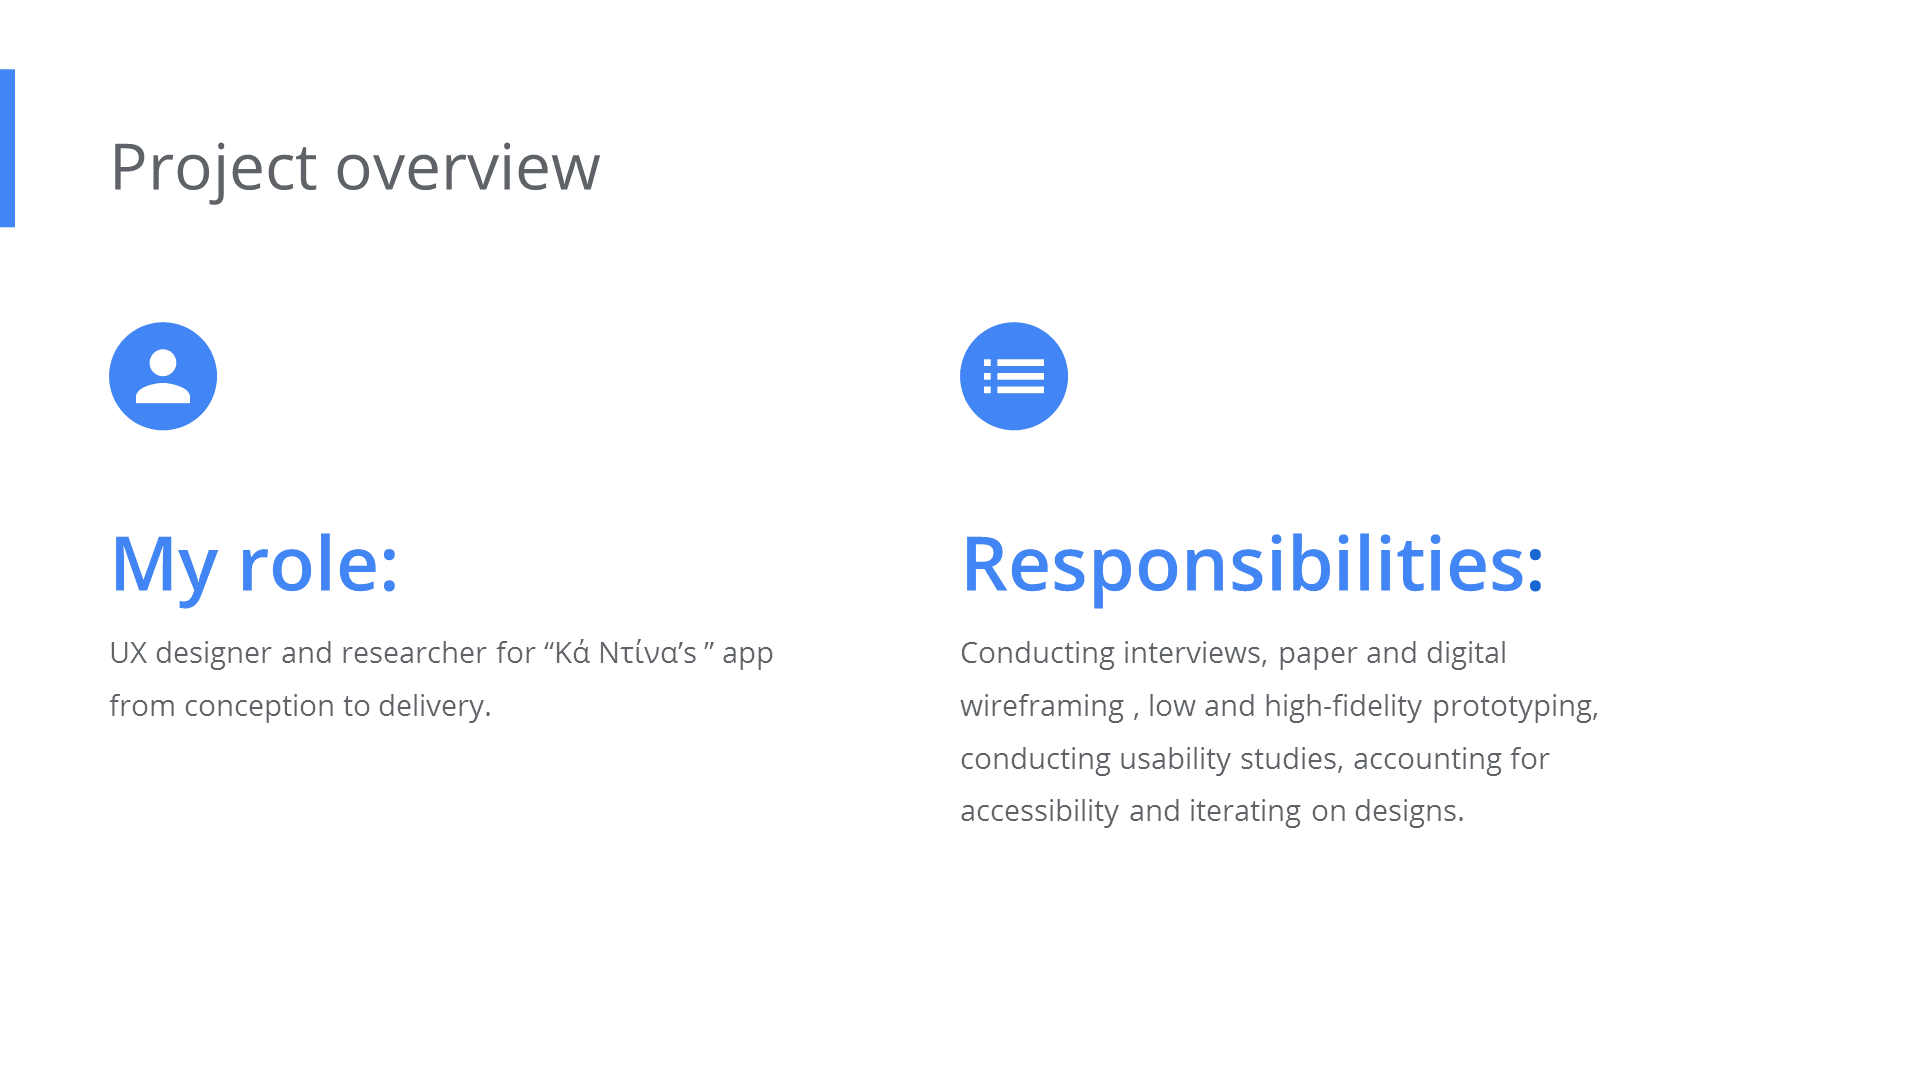 Project overview
My role:
UX designer and researcher for “Κά Ντίνα’s ” app
from conception to delivery.
Responsibilities:
Conducting interviews, paper and digital
wireframing , low and high-fidelity prototyping,
conducting usability studies, accounting for
accessibility and iterating on designs.